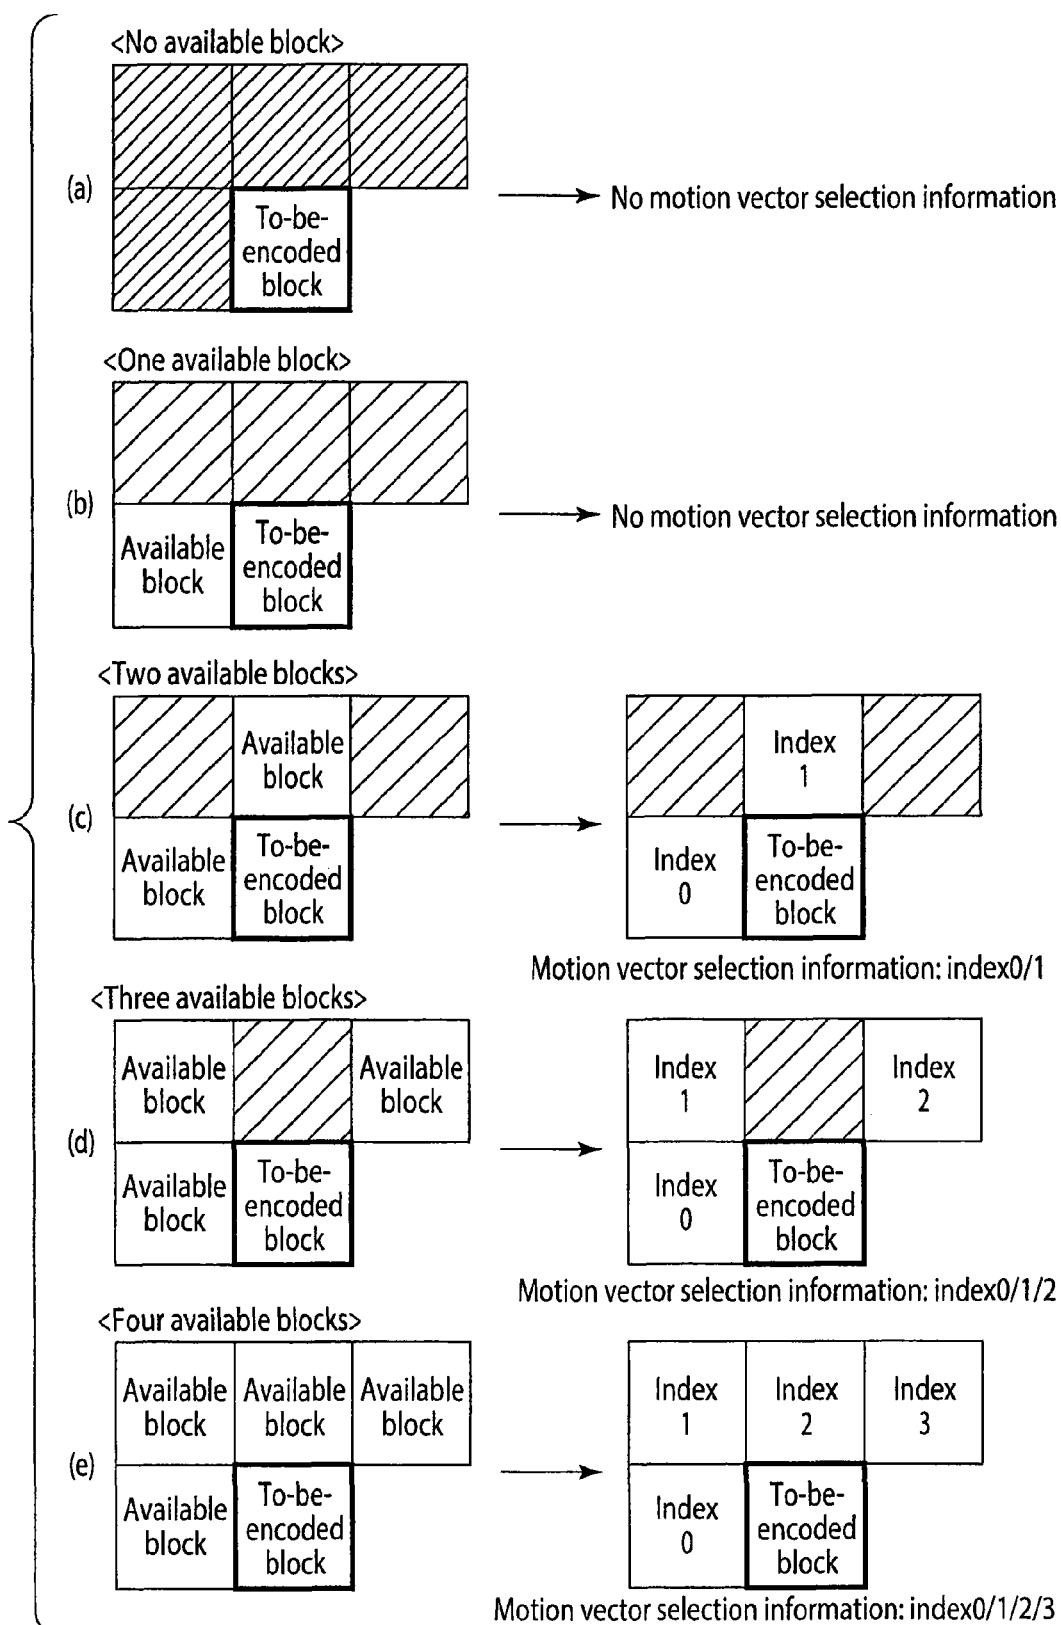 <No available block>
(a)
To-be-
encoded
block
No motion vector selection information
<One available block>
(b)
Available
block
To-be-
encoded
block
No motion vector selection information
<Two available blocks>
(c)
Available
block
Available
block
To-be-
encoded
block
Index
1
Index
0
To-be-
encoded
block
Motion vector selection information: index0/1
<Three available blocks>
(d)
Available
block
Available
block
Available
block
To-be-
encoded
block
Index
1
Index
2
Index
0
To-be-
encoded
block
Motion vector selection information: index0/1/2
<Four available blocks>
(e)
Available
block
Available
block
Available
block
Available
block
To-be-
encoded
block
Index
1
Index
2
Index
3
Index
0
To-be-
encoded
block
Motion vector selection information: index0/1/2/3